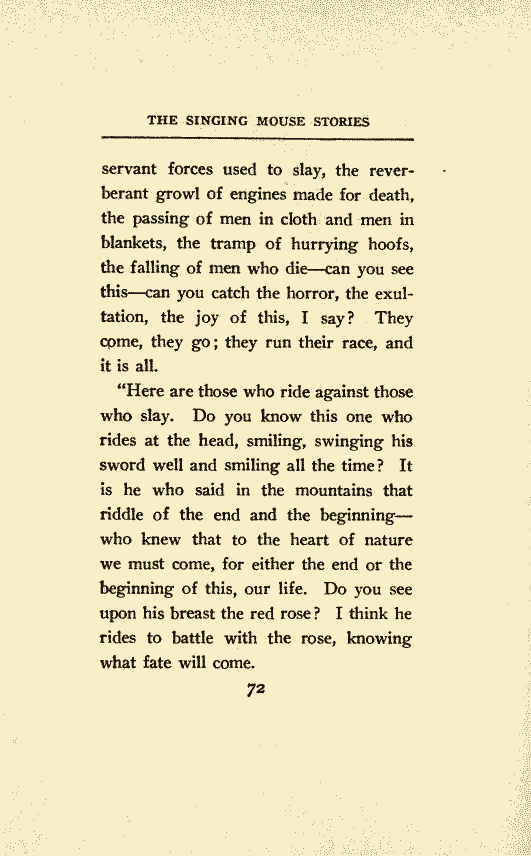 THE SINGING MOUSE STORIES
servant forces used to slay, the rever-
berant growl of engines made for death,
the passing of men in cloth and men in
blankets, the tramp of hurrying hoofs,
the falling of men who die—can you see
this—can you catch the horror, the exul-
tation, the joy of this, I say? They
come, they go; they run their race, and
it is all.
“Here are those who ride against those
who slay. Do you know this one who
rides at the head, smiling, swinging his
sword well and smiling all the time? It
is he who said in the mountains that
riddle of the end and the beginning—
who knew that to the heart of nature
we must come, for either the end or the
beginning of this, our life. Do you see
upon his breast the red rose? I think he
rides to battle with the rose, knowing
what fate will come.
72